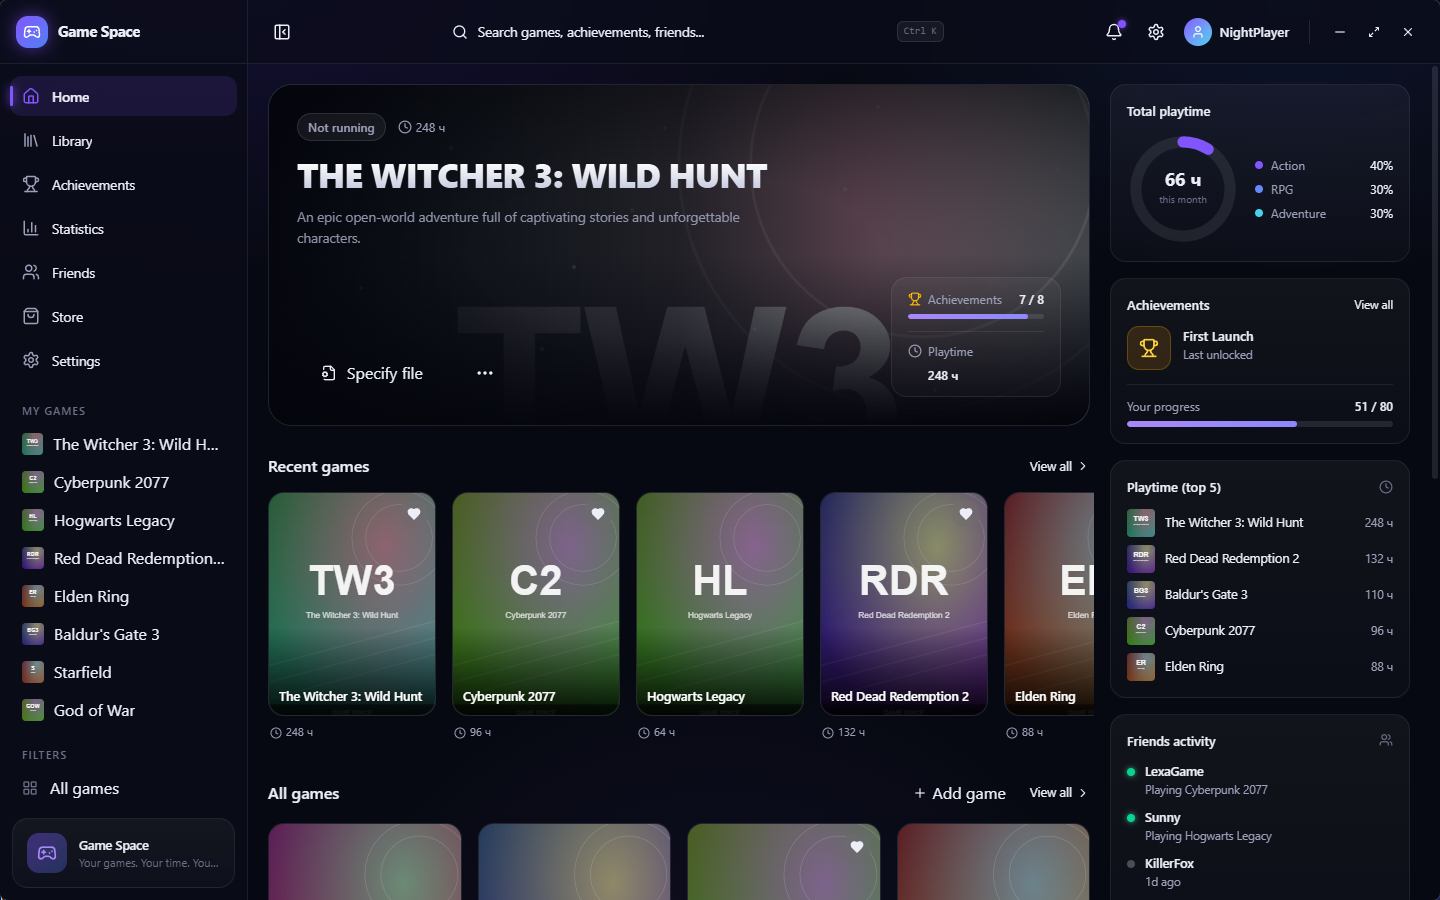 Game Space
Search games, achievements, friends...
Ctrl K
NightPlayer
Home
Library
Achievements
Statistics
Friends
Store
Settings
MY GAMES
The Witcher 3: Wild H...
Cyberpunk 2077
Hogwarts Legacy
Red Dead Redemption...
Elden Ring
Baldur's Gate 3
Starfield
God of War
FILTERS
All games
Game Space
Your games. Your time. You...
Not running
248 ч
THE WITCHER 3: WILD HUNT
An epic open-world adventure full of captivating stories and unforgettable
characters.
TW3
Specify file
Achievements 7 / 8
Playtime
248 ч
Recent games
View all
TW3
The Witcher 3: Wild Hunt
The Witcher 3: Wild Hunt
248 ч
C2
Cyberpunk 2077
Cyberpunk 2077
96 ч
HL
Hogwarts Legacy
Hogwarts Legacy
64 ч
RDR
Red Dead Redemption 2
Red Dead Redemption 2
132 ч
Elden Ring
88 ч
All games
Add game
View all
Total playtime
66 ч
this month
Action 40%
RPG 30%
Adventure 30%
Achievements
View all
First Launch
Last unlocked
Your progress 51 / 80
Playtime (top 5)
TW3 The Witcher 3: Wild Hunt 248 ч
RDR Red Dead Redemption 2 132 ч
BG3 Baldur's Gate 3 110 ч
C2 Cyberpunk 2077 96 ч
ER Elden Ring 88 ч
Friends activity
LexaGame
Playing Cyberpunk 2077
Sunny
Playing Hogwarts Legacy
KillerFox
1d ago